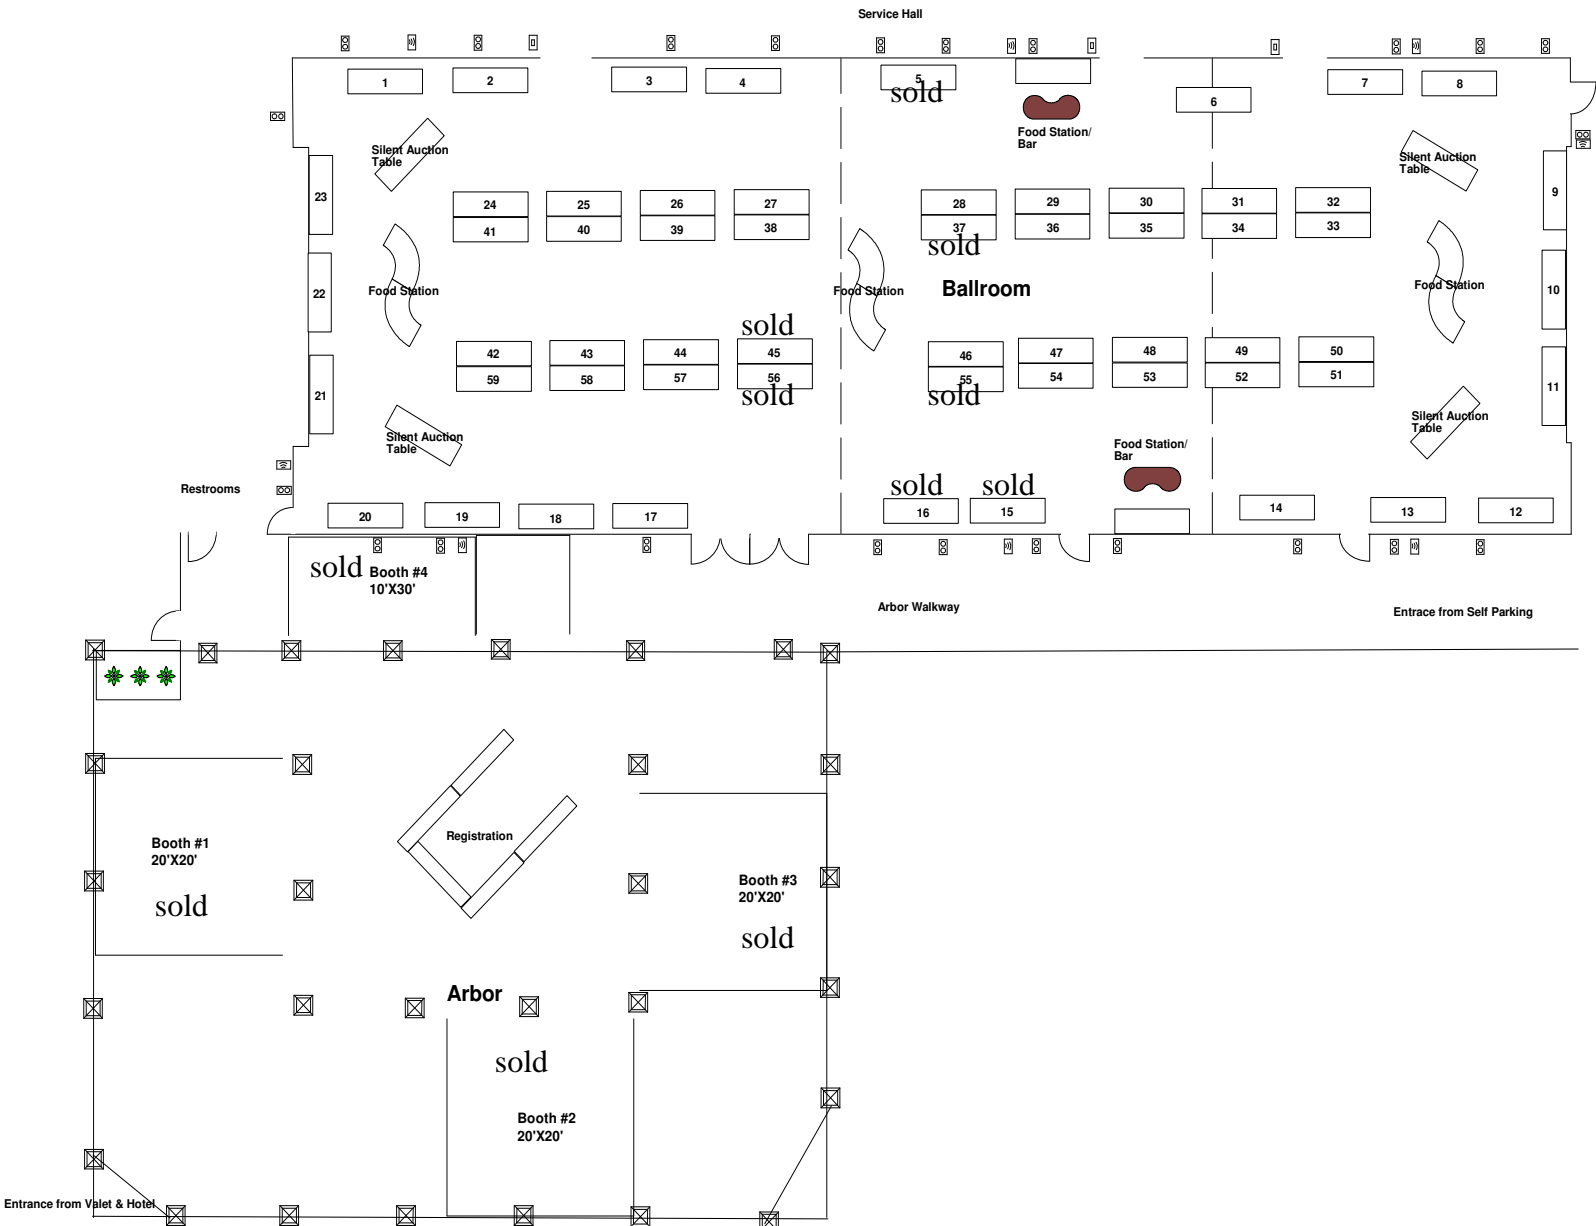 Service Hall
1
2
3
4
5
sold
6
7
8
Food Station/
Bar
Silent Auction
Table
Silent Auction
Table
23
9
24
25
26
27
28
29
30
31
32
41
40
39
38
37
36
35
34
33
sold
22
Food Station
Food Station
Ballroom
Food Station
10
sold
42
43
44
45
46
47
48
49
50
59
58
57
56
55
54
53
52
51
sold
sold
21
11
Silent Auction
Table
Silent Auction
Table
Food Station/
Bar
Restrooms
sold
sold
20
19
18
17
16
15
14
13
12
sold
Booth #4
10'X30'
Arbor Walkway
Entrace from Self Parking
Registration
Booth #1
20'X20'
sold
Booth #3
20'X20'
sold
Arbor
sold
Booth #2
20'X20'
Entrance from Valet & Hotel